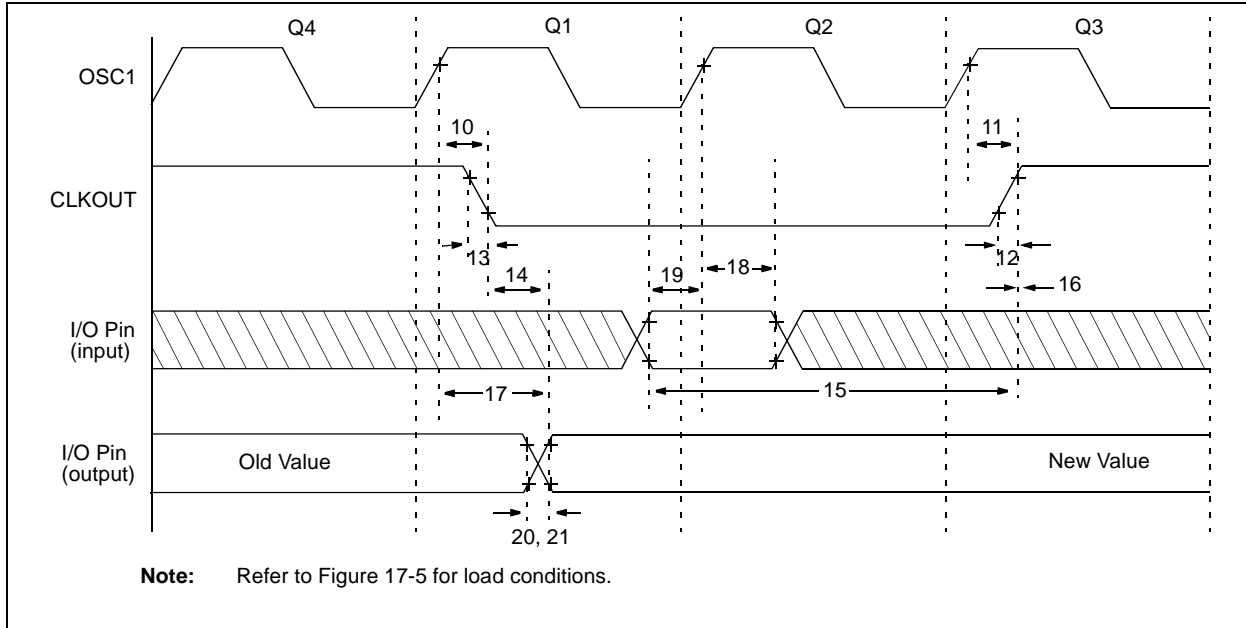 Q4 Q1 Q2 Q3
OSC1
10 11
CLKOUT
13 12
14 19 18 16
I/O Pin
(input)
17 15
I/O Pin
(output)
Old Value New Value
20, 21
Note: Refer to Figure 17-5 for load conditions.